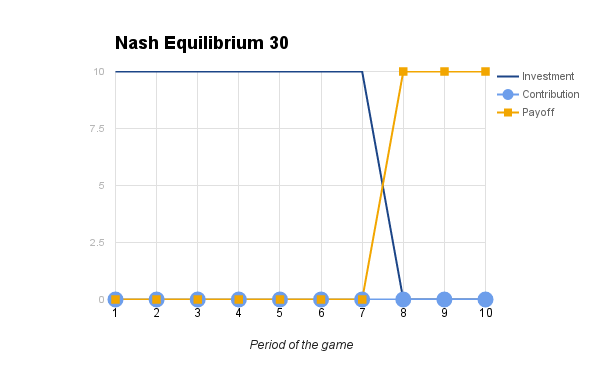 Nash Equilibrium 30
10
7.5
5
2.5
0
1 2 3 4 5 6 7 8 9 10
Period of the game
Investment
Contribution
Payoff